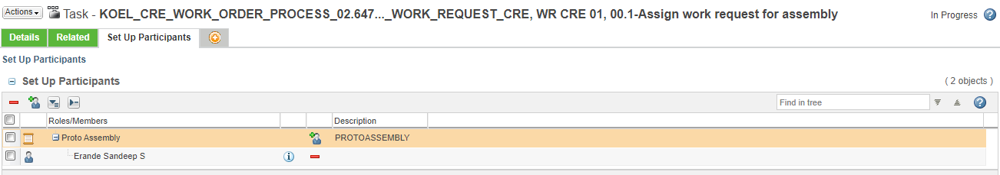 Actions Task - KOEL_CRE_WORK_ORDER_PROCESS_02.647..._WORK_REQUEST_CRE, WR CRE 01, 00.1-Assign work request for assembly In Progress
Details Related Set Up Participants
Set Up Participants
Set Up Participants ( 2 objects )
Find in tree
Roles/Members Description
Proto Assembly PROTOASSEMBLY
Erande Sandeep S